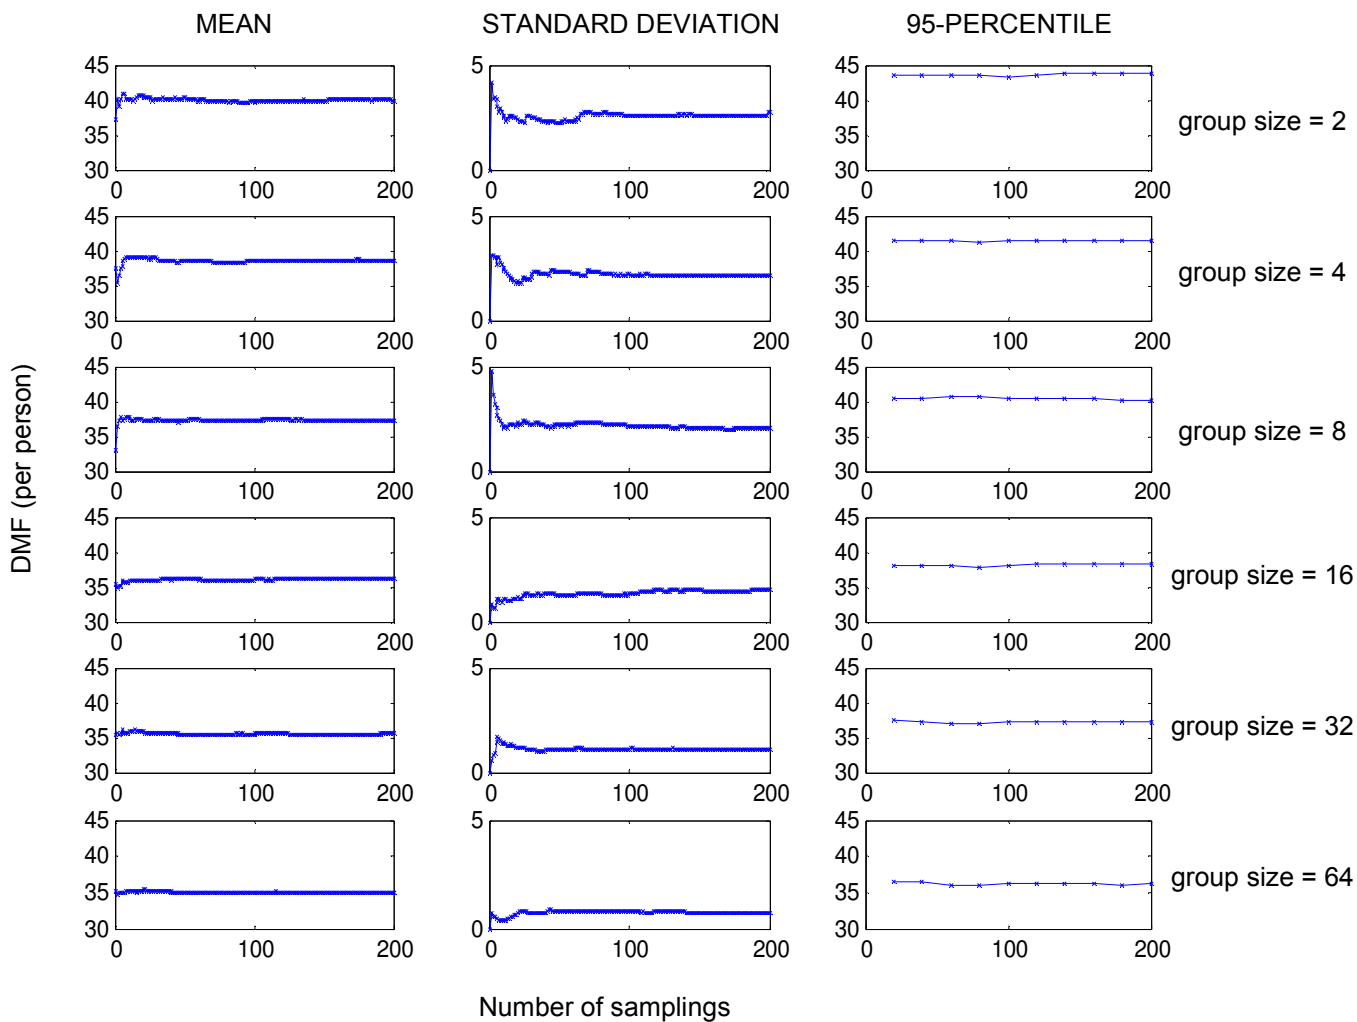 MEAN STANDARD DEVIATION 95-PERCENTILE
DMF (per person)
45 40 35 30 0 100 200
5 0 0 100 200
45 40 35 30 0 100 200
group size = 2
45 40 35 30 0 100 200
5 0 0 100 200
45 40 35 30 0 100 200
group size = 4
45 40 35 30 0 100 200
5 0 0 100 200
45 40 35 30 0 100 200
group size = 8
45 40 35 30 0 100 200
5 0 0 100 200
45 40 35 30 0 100 200
group size = 16
45 40 35 30 0 100 200
5 0 0 100 200
45 40 35 30 0 100 200
group size = 32
45 40 35 30 0 100 200
5 0 0 100 200
45 40 35 30 0 100 200
group size = 64
Number of samplings